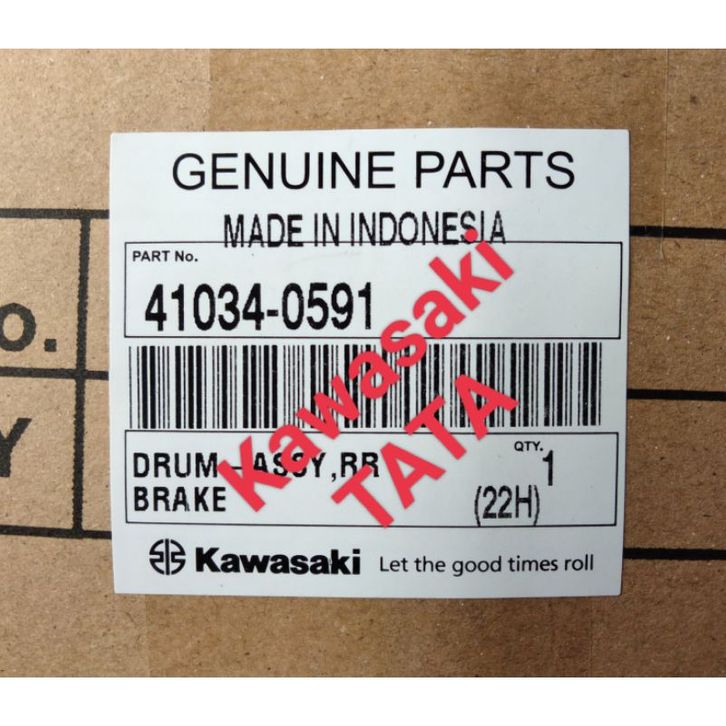 GENUINE PARTS
MADE IN INDONESIA
PART No.
41034-0591
DRUM-ASSY,RR
BRAKE
QTY. 1
(22H)
Kawasaki Let the good times roll
Kawasaki
TATA
o.
Y